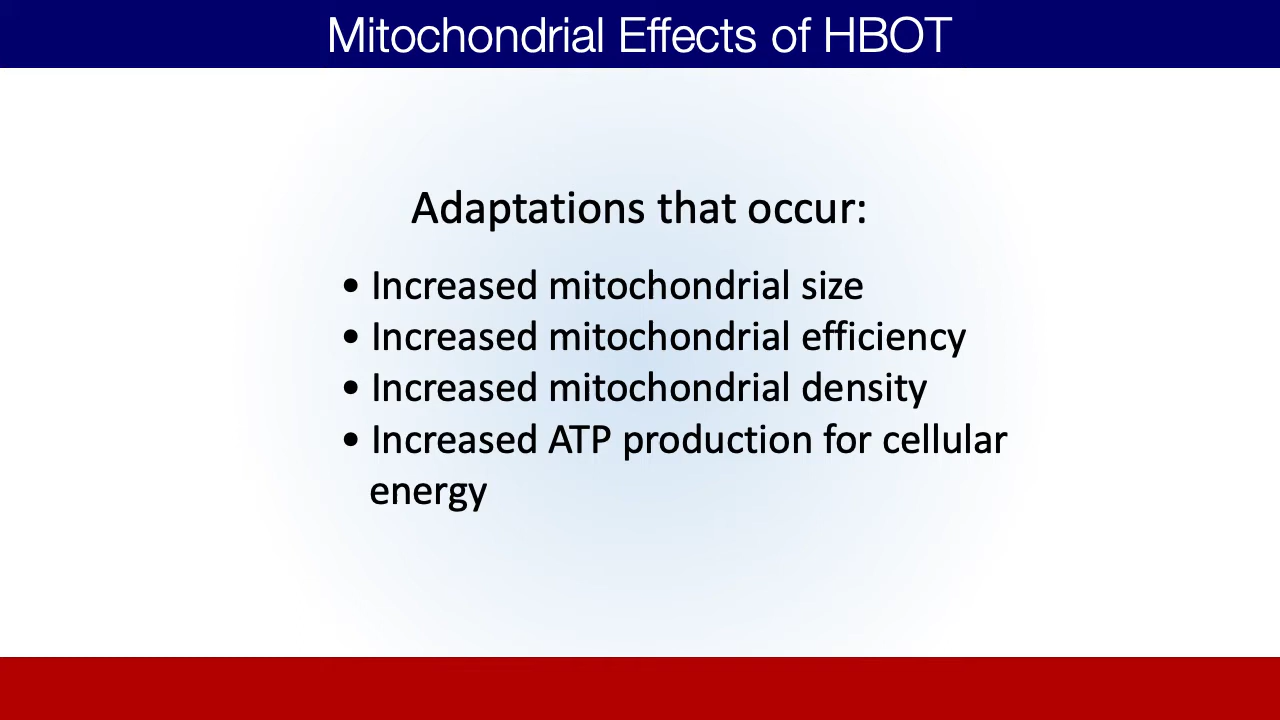 Mitochondrial Effects of HBOT
Adaptations that occur:
• Increased mitochondrial size
• Increased mitochondrial efficiency
• Increased mitochondrial density
• Increased ATP production for cellular
energy